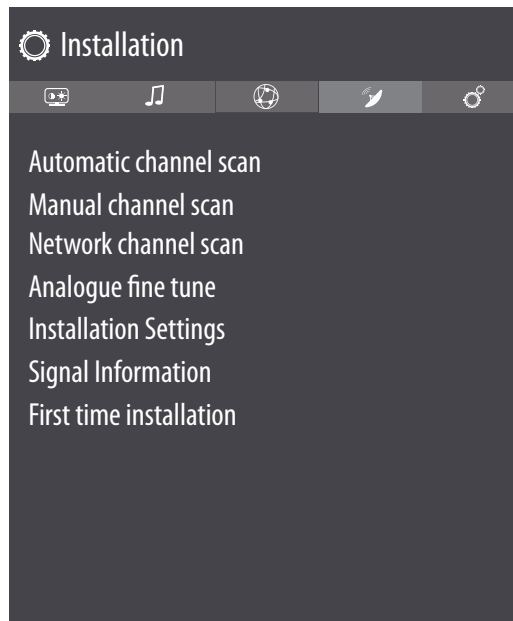 Installation
Automatic channel scan
Manual channel scan
Network channel scan
Analogue fine tune
Installation Settings
Signal Information
First time installation